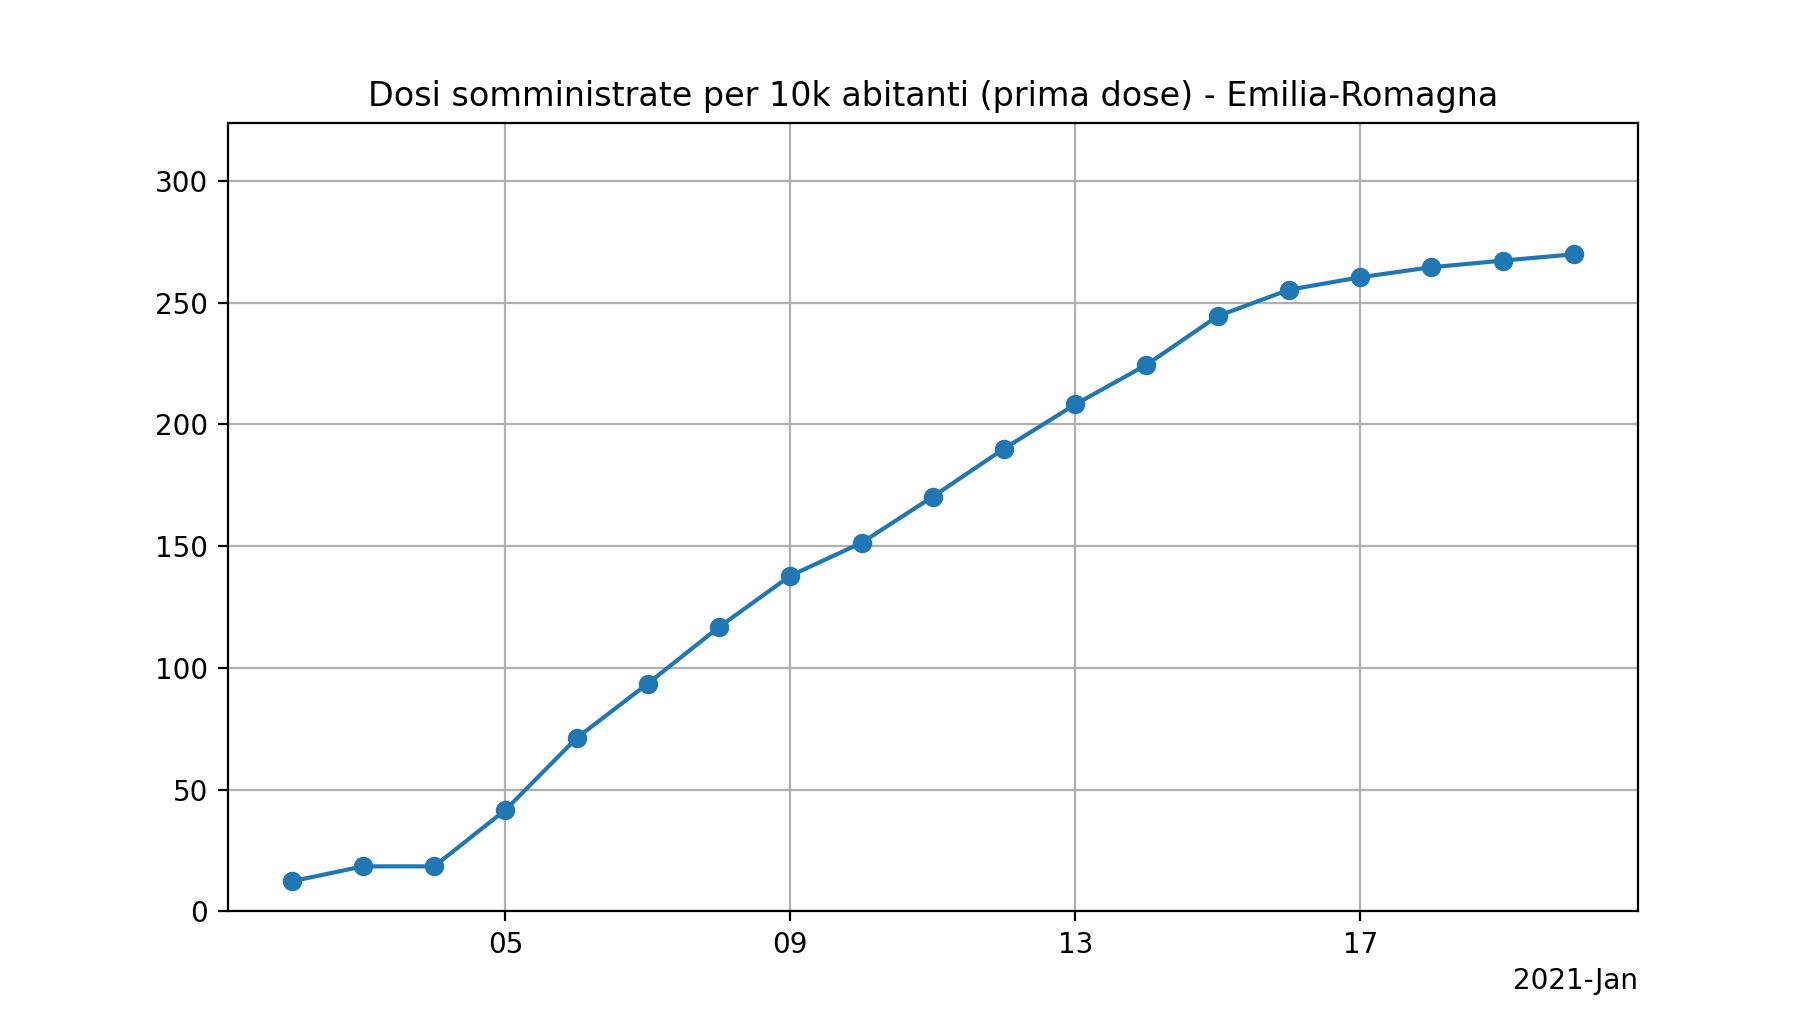 Dosi somministrate per 10k abitanti (prima dose) - Emilia-Romagna
300
250
200
150
100
50
0
05 09 13 17
2021-Jan